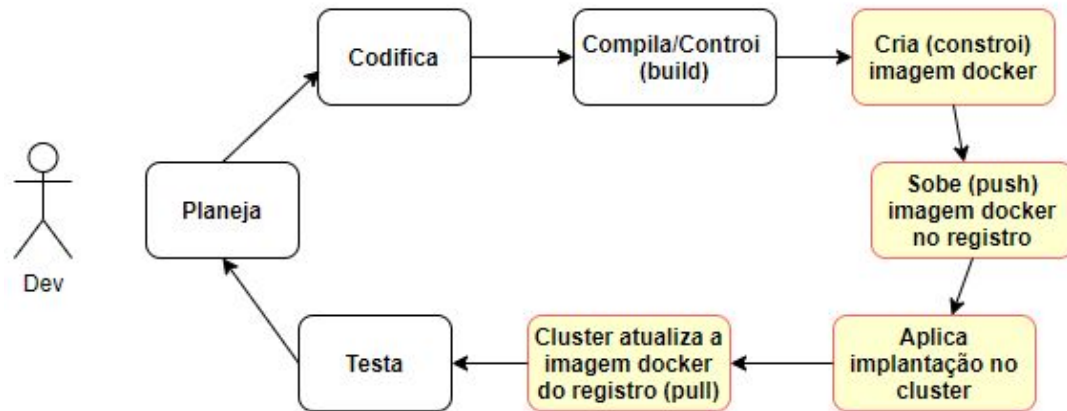 Codifica
Compila/Controi
(build)
Cria (constroi)
imagem docker
Dev
Planeja
Sobe (push)
imagem docker
no registro
Testa
Cluster atualiza a
imagem docker
do registro (pull)
Aplica
implantação no
cluster